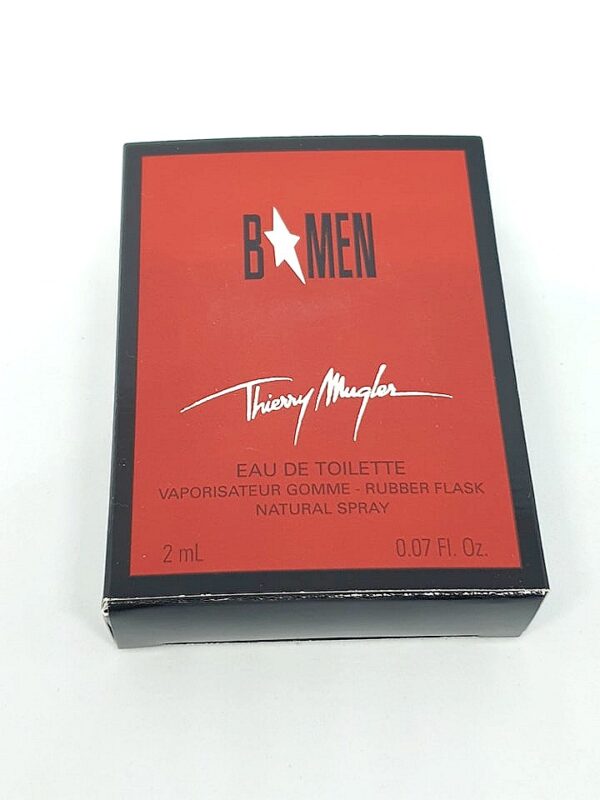 B★MEN
Thierry Mugler
EAU DE TOILETTE
VAPORISATEUR GOMME - RUBBER FLASK
NATURAL SPRAY
2 mL 0.07 Fl. Oz.